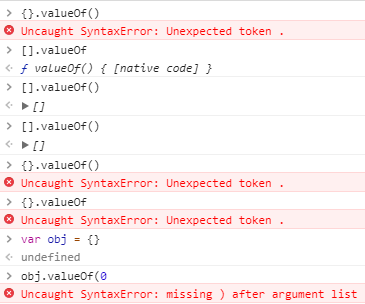 > {}.valueOf()
Uncaught SyntaxError: Unexpected token .
> [].valueOf
ƒ valueOf() { [native code] }
> [].valueOf()
▶ []
> [].valueOf()
▶ []
> {}.valueOf()
Uncaught SyntaxError: Unexpected token .
> {}.valueOf
Uncaught SyntaxError: Unexpected token .
> var obj = {}
undefined
> obj.valueOf(0
Uncaught SyntaxError: missing ) after argument list